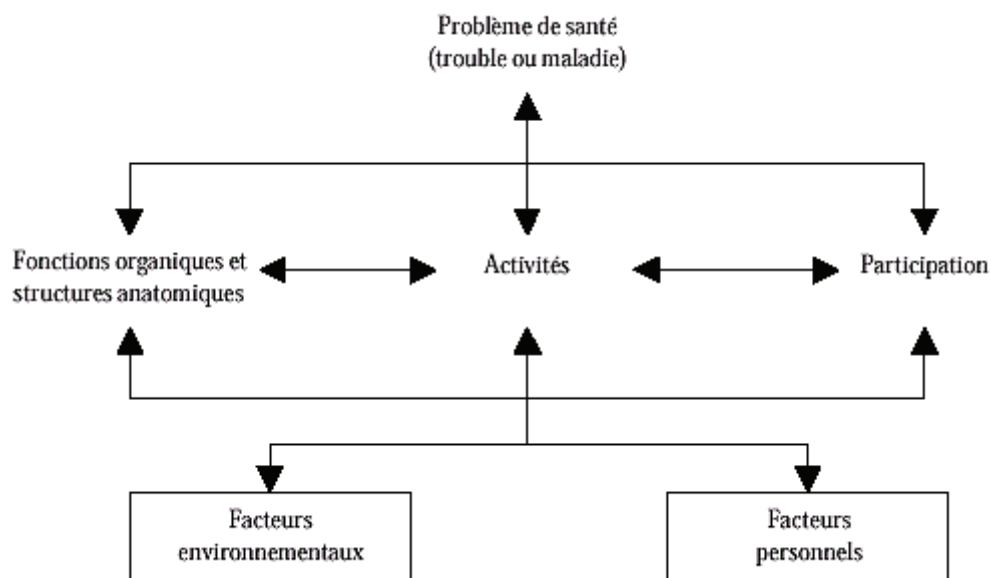 Problème de santé
(trouble ou maladie)
Fonctions organiques et
structures anatomiques
Activités
Participation
Facteurs
environnementaux
Facteurs
personnels